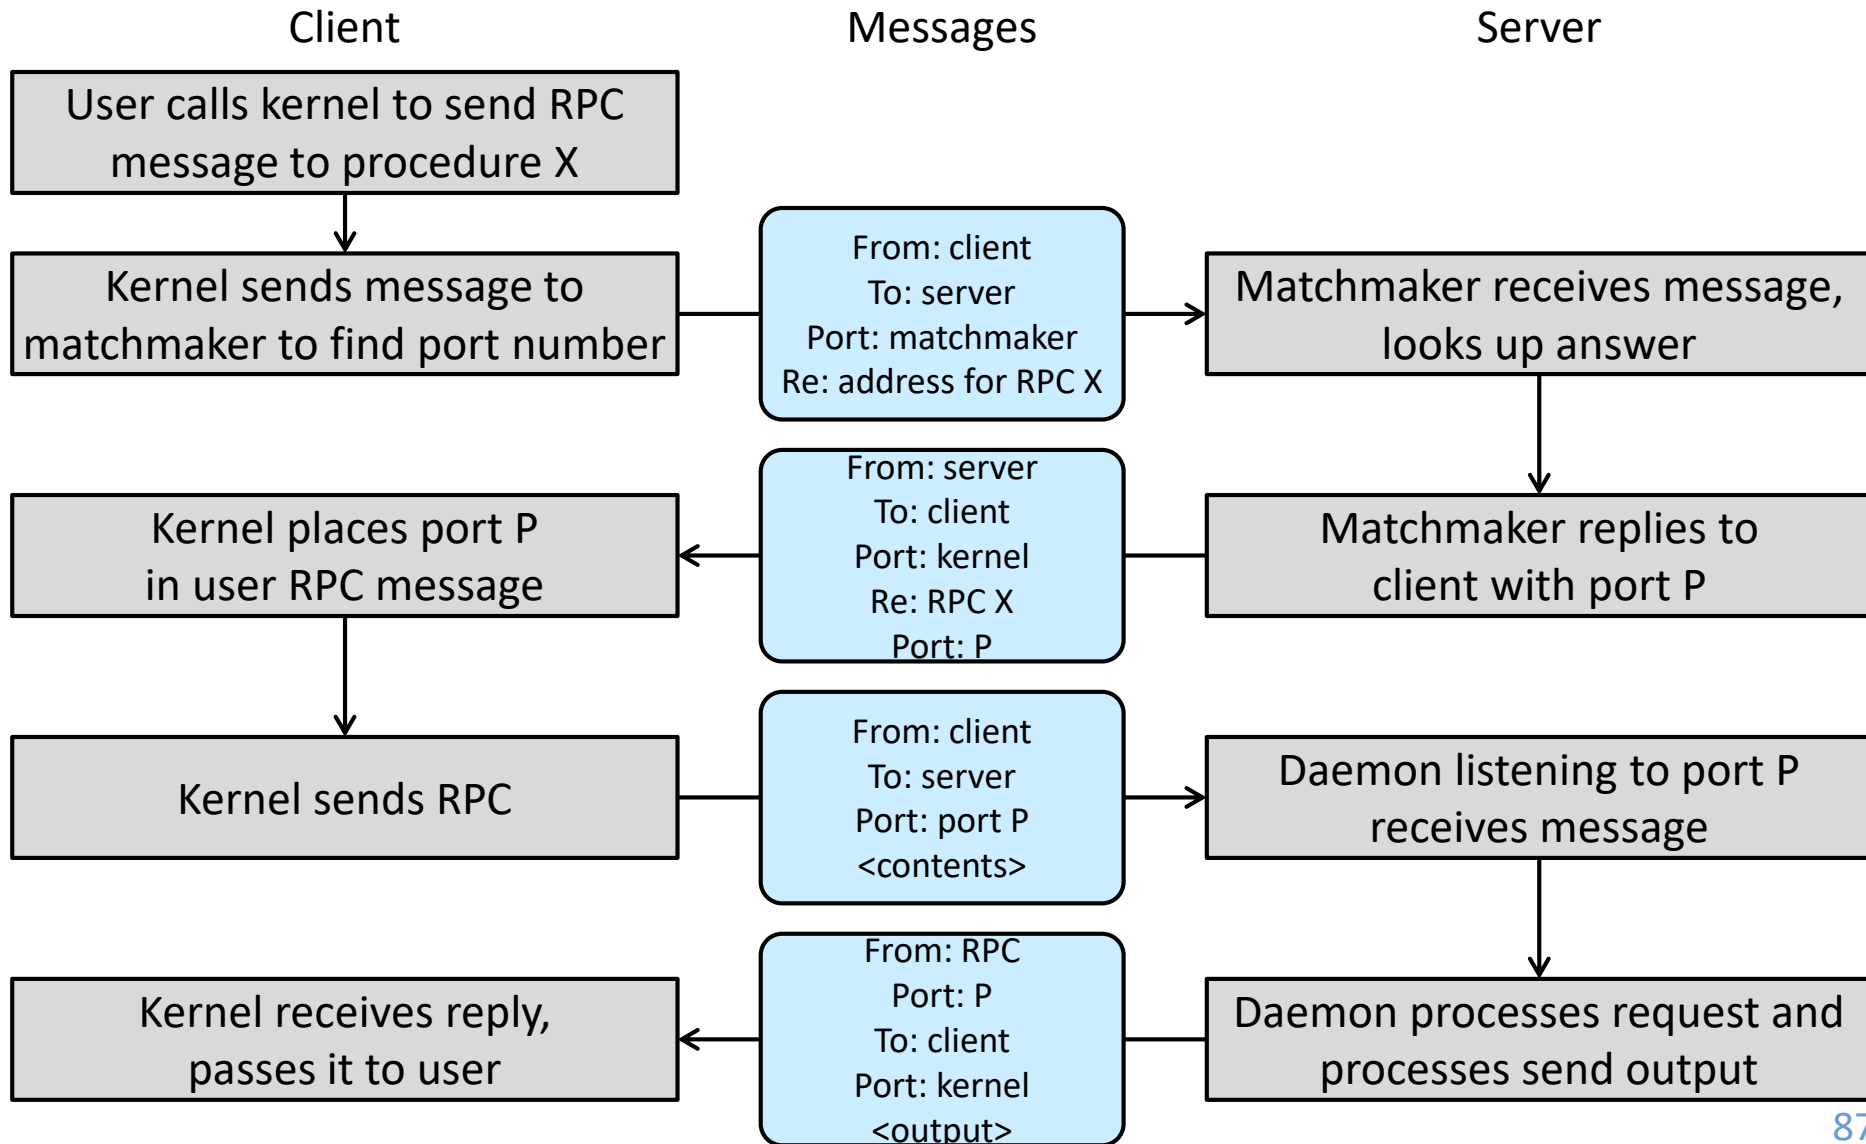 Client
Messages
Server
User calls kernel to send RPC
message to procedure X
Kernel sends message to
matchmaker to find port number
From: client
To: server
Port: matchmaker
Re: address for RPC X
Matchmaker receives message,
looks up answer
Kernel places port P
in user RPC message
From: server
To: client
Port: kernel
Re: RPC X
Port: P
Matchmaker replies to
client with port P
Kernel sends RPC
From: client
To: server
Port: port P
<contents>
Daemon listening to port P
receives message
Kernel receives reply,
passes it to user
From: RPC
Port: P
To: client
Port: kernel
<output>
Daemon processes request and
processes send output
87